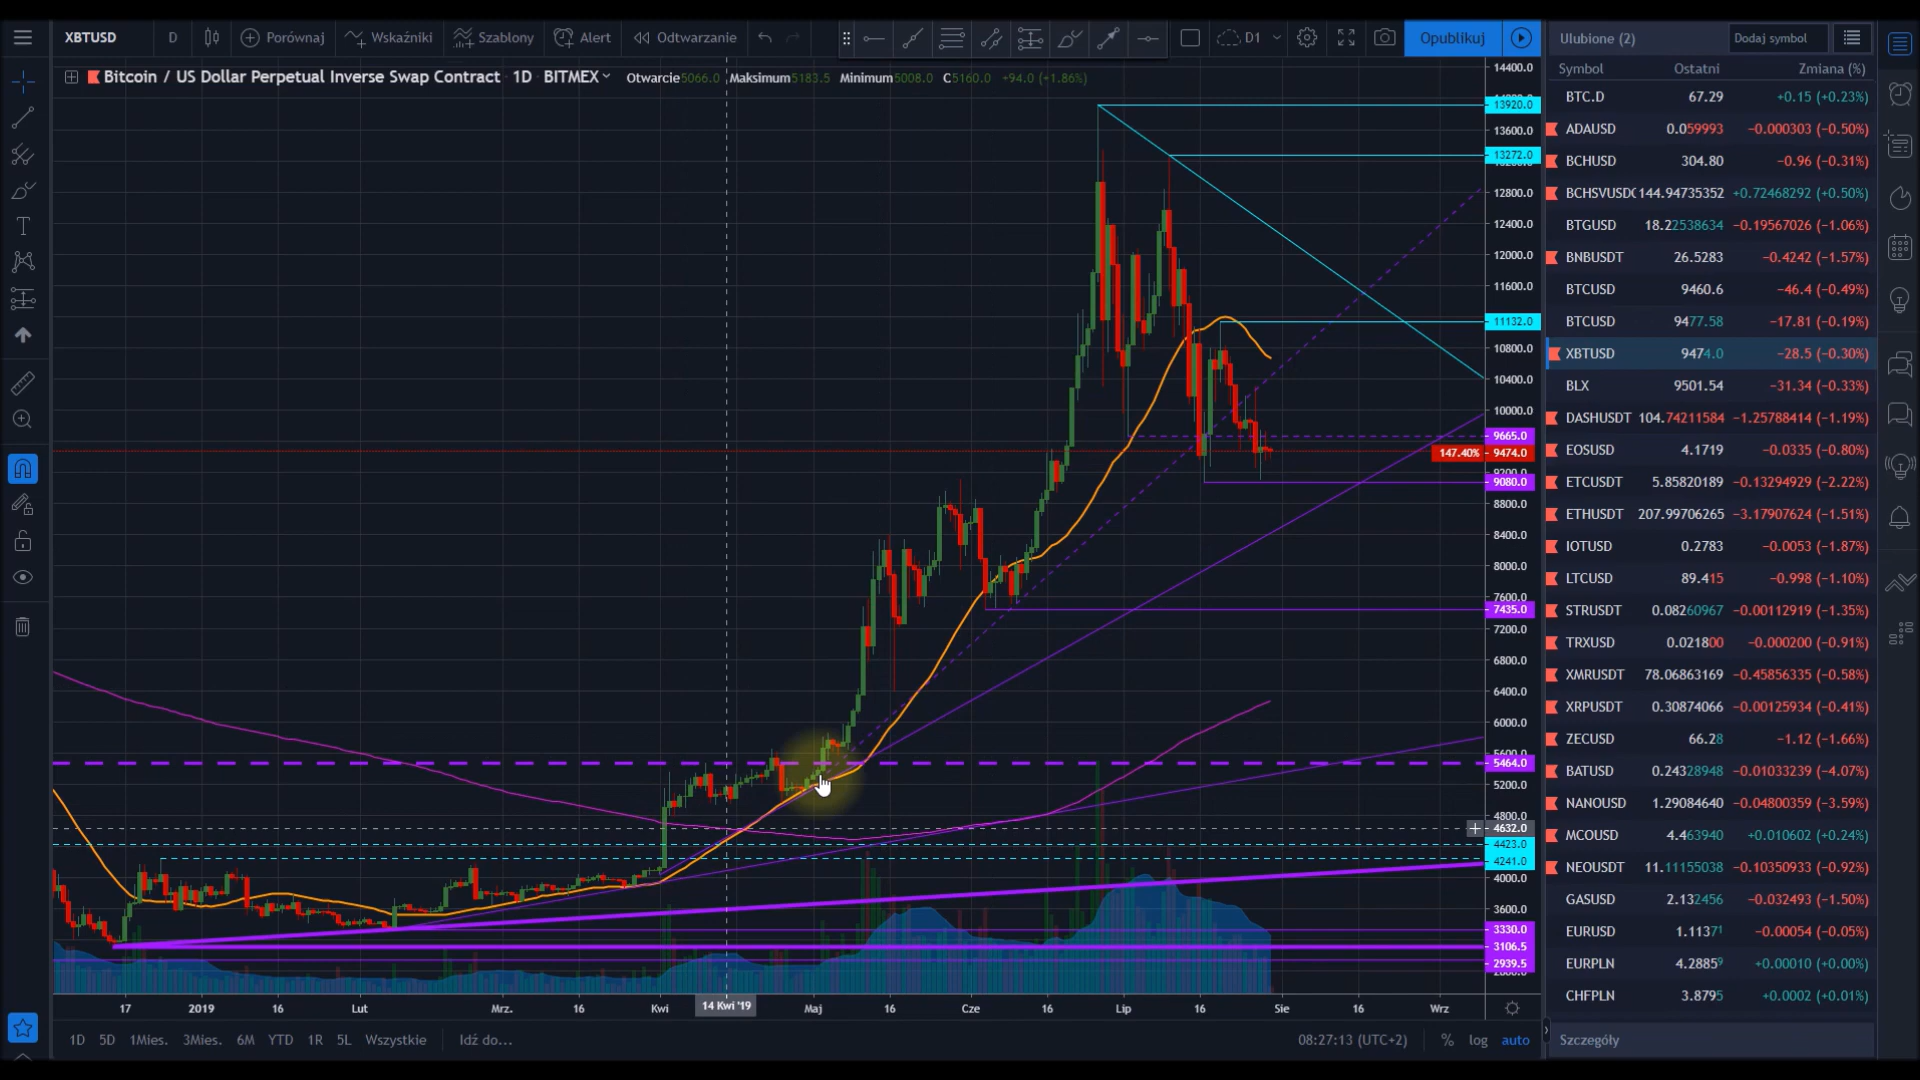 XBTUSD D Porównaj Wskaźniki Szablony Alert Odtwarzanie D1 Opublikuj
Bitcoin / US Dollar Perpetual Inverse Swap Contract · 1D · BITMEX Otwarcie5066.0 Maksimum5183.5 Minimum5008.0 C5160.0 +94.0 (+1.86%)
14400.0
13920.0
13600.0
13272.0
12800.0
12400.0
12000.0
11600.0
11132.0
10800.0
10400.0
10000.0
9665.0
147.40% 9474.0
9200.0
9080.0
8800.0
8400.0
8000.0
7600.0
7435.0
7200.0
6800.0
6400.0
6000.0
5600.0
5464.0
5200.0
4800.0
4632.0
4423.0
4241.0
4000.0
3600.0
3330.0
3106.5
2939.5
17 2019 16 Lut Mrz. 16 Kwi 14 Kwi '19 Maj 16 Cze 16 Lip 16 Sie 16 Wrz
1D 5D 1Mies. 3Mies. 6M YTD 1R 5L Wszystkie Idź do... 08:27:13 (UTC+2) % log auto
Ulubione (2) Dodaj symbol
Symbol Ostatni Zmiana (%)
BTC.D 67.29 +0.15 (+0.23%)
ADAUSD 0.059993 −0.000303 (−0.50%)
BCHUSD 304.80 −0.96 (−0.31%)
BCHSVUSDC 144.94735352 +0.72468292 (+0.50%)
BTGUSD 18.22538634 −0.19567026 (−1.06%)
BNBUSDT 26.5283 −0.4242 (−1.57%)
BTCUSD 9460.6 −46.4 (−0.49%)
BTCUSD 9477.58 −17.81 (−0.19%)
XBTUSD 9474.0 −28.5 (−0.30%)
BLX 9501.54 −31.34 (−0.33%)
DASHUSDT 104.74211584 −1.25788414 (−1.19%)
EOSUSD 4.1719 −0.0335 (−0.80%)
ETCUSDT 5.85820189 −0.13294929 (−2.22%)
ETHUSDT 207.99706265 −3.17907624 (−1.51%)
IOTUSD 0.2783 −0.0053 (−1.87%)
LTCUSD 89.415 −0.998 (−1.10%)
STRUSDT 0.08260967 −0.00112919 (−1.35%)
TRXUSD 0.021800 −0.000200 (−0.91%)
XMRUSDT 78.06863169 −0.45856335 (−0.58%)
XRPUSDT 0.30874066 −0.00125934 (−0.41%)
ZECUSD 66.28 −1.12 (−1.66%)
BATUSD 0.24328948 −0.01033229 (−4.07%)
NANOUSD 1.29084640 −0.04800359 (−3.59%)
MCOUSD 4.463940 +0.010602 (+0.24%)
NEOUSDT 11.11155038 −0.10350933 (−0.92%)
GASUSD 2.132456 −0.032493 (−1.50%)
EURUSD 1.11371 −0.00054 (−0.05%)
EURPLN 4.28859 +0.00010 (+0.00%)
CHFPLN 3.8795 +0.0002 (+0.01%)
Szczegóły